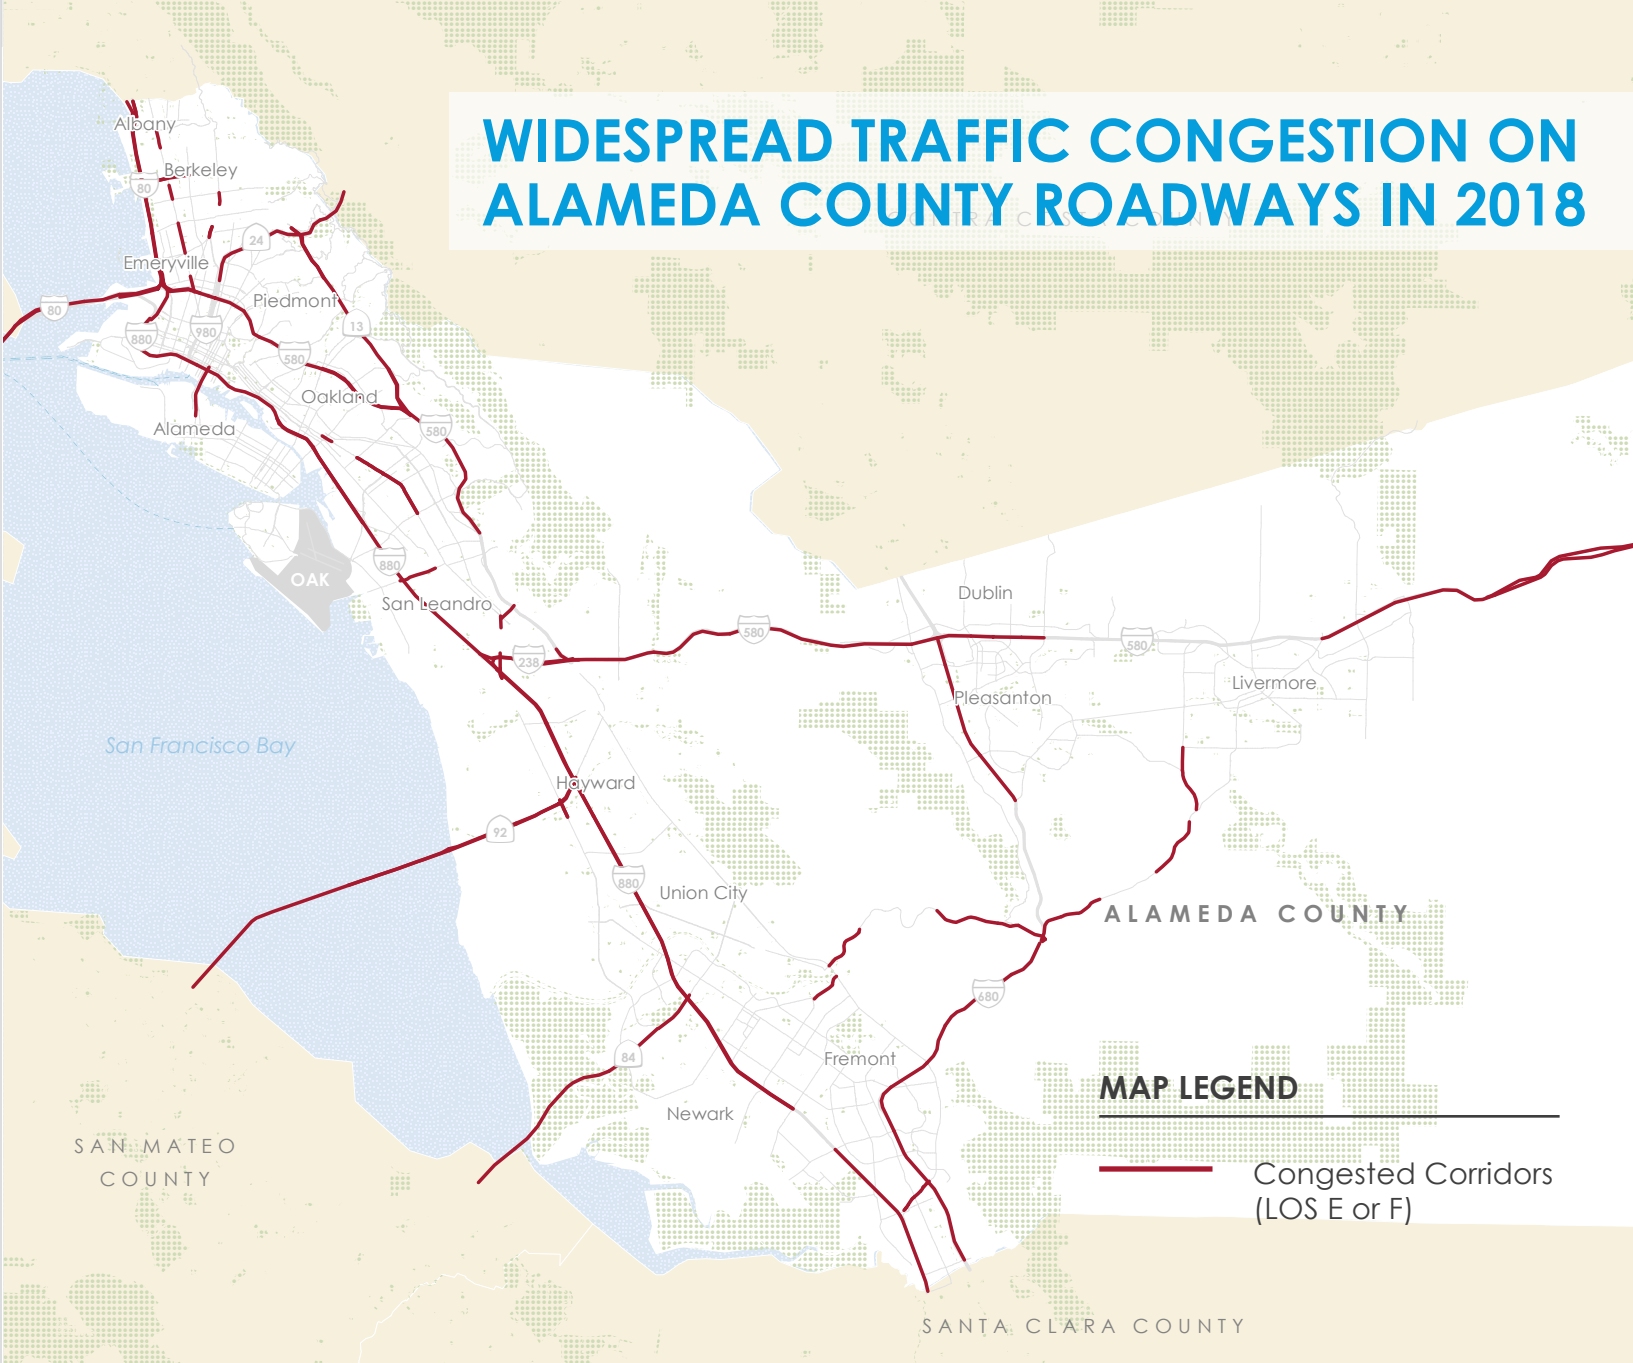 WIDESPREAD TRAFFIC CONGESTION ON
ALAMEDA COUNTY ROADWAYS IN 2018
CONTRA COSTA COUNTY
Albany
Berkeley
80
24
Emeryville
80
Piedmont
13
880
980
580
Oakland
Alameda
580
OAK
880
San Leandro
238
580
Dublin
580
Pleasanton
Livermore
San Francisco Bay
Hayward
92
880
Union City
ALAMEDA COUNTY
680
84
Fremont
Newark
SAN MATEO
COUNTY
MAP LEGEND
Congested Corridors
(LOS E or F)
SANTA CLARA COUNTY